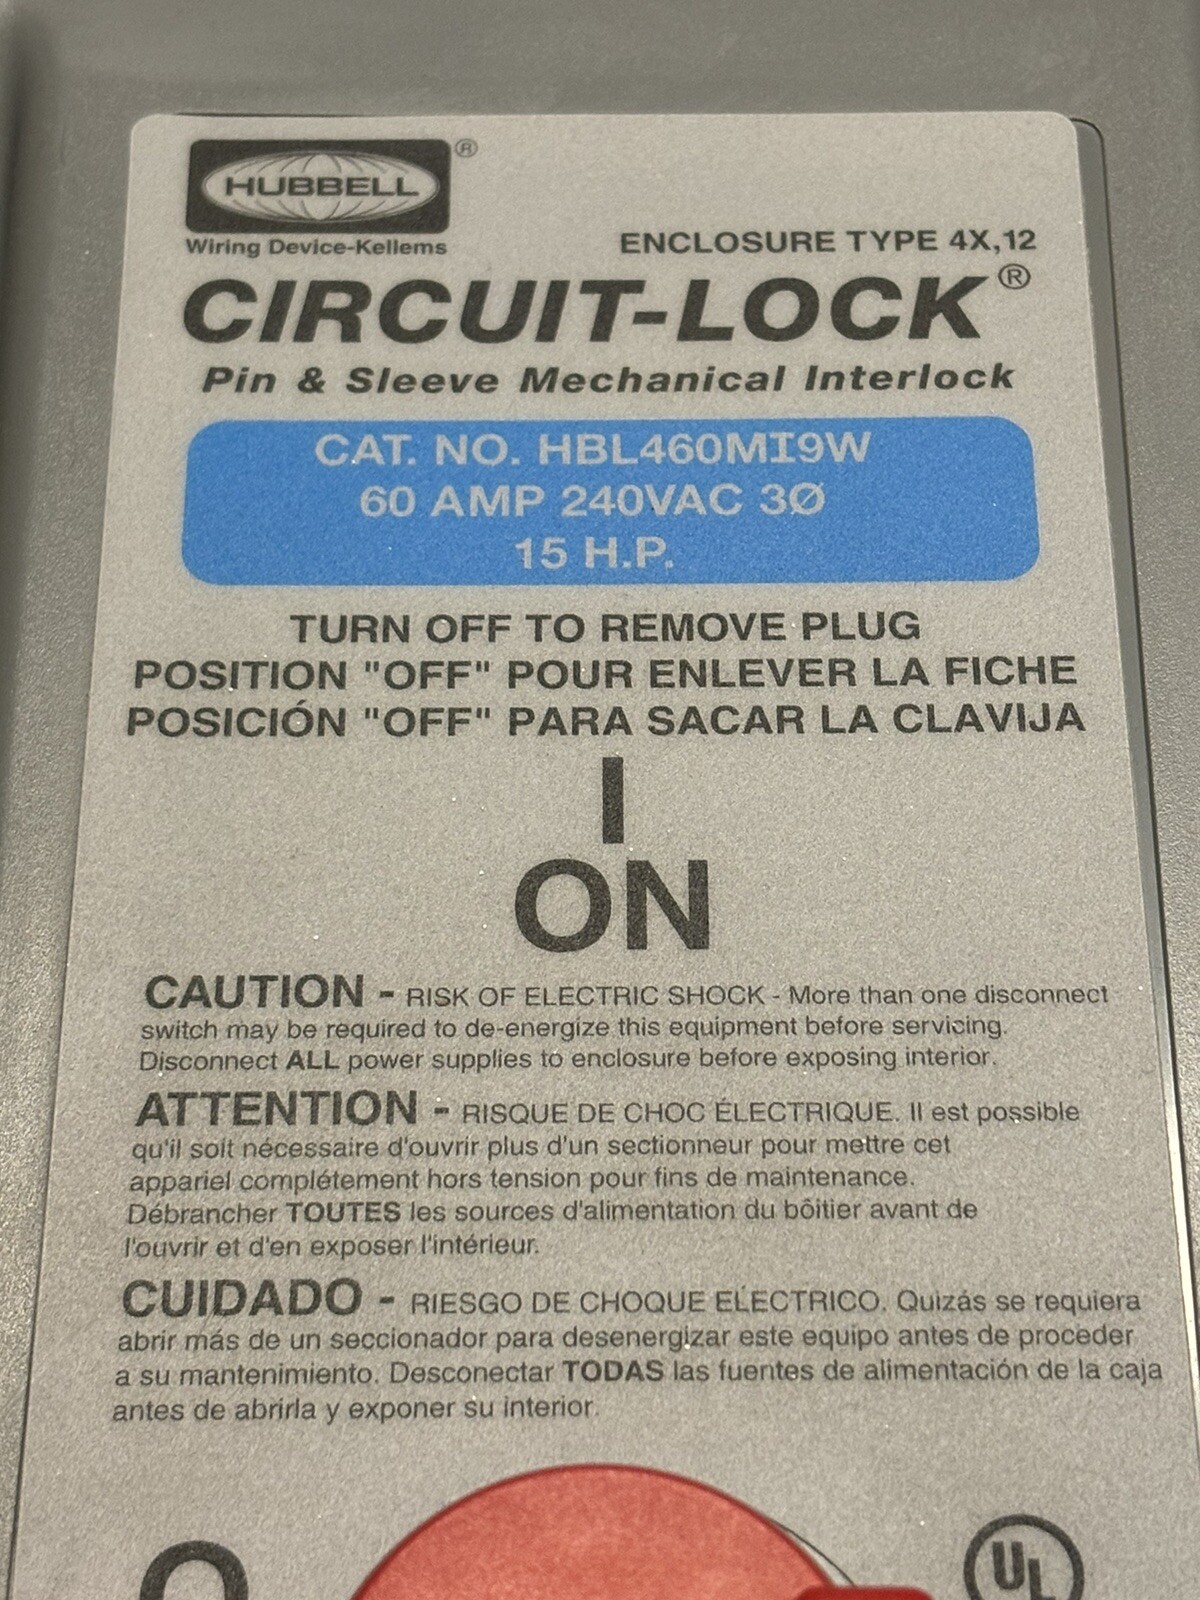 HUBBELL ®
Wiring Device-Kellems
ENCLOSURE TYPE 4X,12
CIRCUIT-LOCK®
Pin & Sleeve Mechanical Interlock
CAT. NO. HBL460MI9W
60 AMP 240VAC 3Ø
15 H.P.
TURN OFF TO REMOVE PLUG
POSITION "OFF" POUR ENLEVER LA FICHE
POSICIÓN "OFF" PARA SACAR LA CLAVIJA
I
ON
CAUTION - RISK OF ELECTRIC SHOCK - More than one disconnect
switch may be required to de-energize this equipment before servicing.
Disconnect ALL power supplies to enclosure before exposing interior.
ATTENTION - RISQUE DE CHOC ÉLECTRIQUE. Il est possible
qu'il soit nécessaire d'ouvrir plus d'un sectionneur pour mettre cet
appariel complétement hors tension pour fins de maintenance.
Débrancher TOUTES les sources d'alimentation du bôitier avant de
l'ouvrir et d'en exposer l'intérieur.
CUIDADO - RIESGO DE CHOQUE ELÉCTRICO. Quizás se requiera
abrir más de un seccionador para desenergizar este equipo antes de proceder
a su mantenimiento. Desconectar TODAS las fuentes de alimentación de la caja
antes de abrirla y exponer su interior.
O
UL